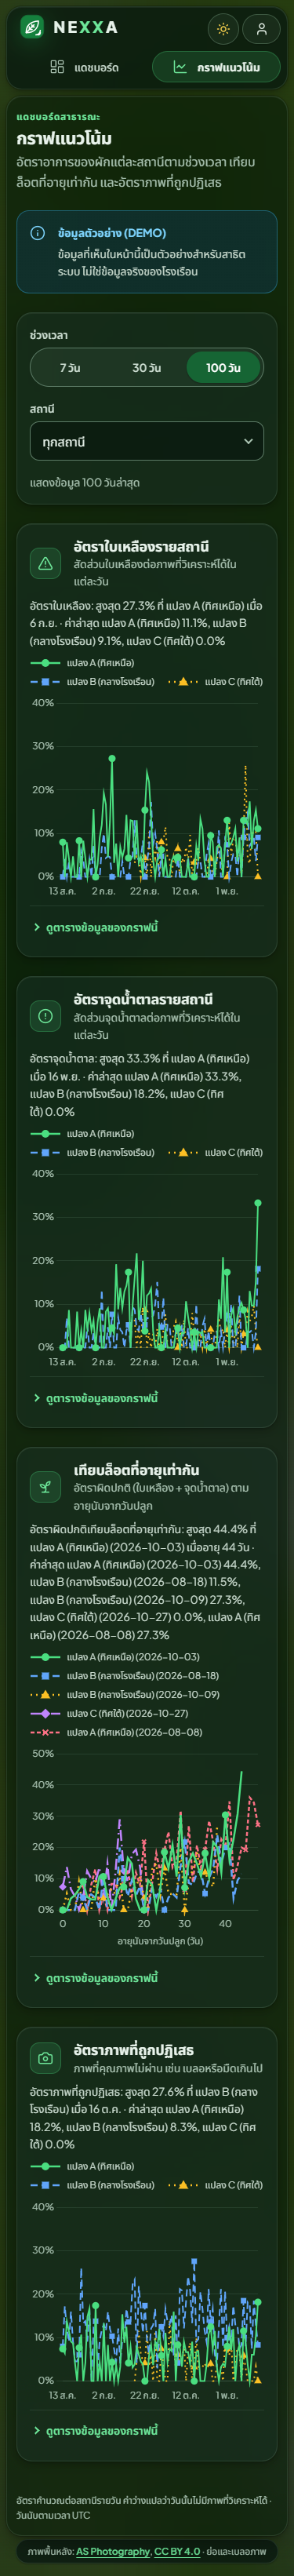 NEXXA
แดชบอร์ด
กราฟแนวโน้ม
แดชบอร์ดสาธารณะ
กราฟแนวโน้ม
อัตราอาการของผักแต่ละสถานีตามช่วงเวลา เทียบ
ล็อตที่อายุเท่ากัน และอัตราภาพที่ถูกปฏิเสธ
ข้อมูลตัวอย่าง (DEMO)
ข้อมูลที่เห็นในหน้านี้เป็นตัวอย่างสำหรับสาธิต
ระบบ ไม่ใช่ข้อมูลจริงของโรงเรือน
ช่วงเวลา
7 วัน 30 วัน 100 วัน
สถานี
ทุกสถานี
แสดงข้อมูล 100 วันล่าสุด
อัตราใบเหลืองรายสถานี
สัดส่วนใบเหลืองต่อภาพที่วิเคราะห์ได้ใน
แต่ละวัน
อัตราใบเหลือง: สูงสุด 27.3% ที่ แปลง A (ทิศเหนือ) เมื่อ
6 ก.ย. · ค่าล่าสุด แปลง A (ทิศเหนือ) 11.1%, แปลง B
(กลางโรงเรือน) 9.1%, แปลง C (ทิศใต้) 0.0%
แปลง A (ทิศเหนือ)
แปลง B (กลางโรงเรือน) แปลง C (ทิศใต้)
40%
30%
20%
10%
0%
13 ส.ค. 2 ก.ย. 22 ก.ย. 12 ต.ค. 1 พ.ย.
ดูตารางข้อมูลของกราฟนี้
อัตราจุดน้ำตาลรายสถานี
สัดส่วนจุดน้ำตาลต่อภาพที่วิเคราะห์ได้ใน
แต่ละวัน
อัตราจุดน้ำตาล: สูงสุด 33.3% ที่ แปลง A (ทิศเหนือ)
เมื่อ 16 พ.ย. · ค่าล่าสุด แปลง A (ทิศเหนือ) 33.3%,
แปลง B (กลางโรงเรือน) 18.2%, แปลง C (ทิศ
ใต้) 0.0%
แปลง A (ทิศเหนือ)
แปลง B (กลางโรงเรือน) แปลง C (ทิศใต้)
40%
30%
20%
10%
0%
13 ส.ค. 2 ก.ย. 22 ก.ย. 12 ต.ค. 1 พ.ย.
ดูตารางข้อมูลของกราฟนี้
เทียบล็อตที่อายุเท่ากัน
อัตราผิดปกติ (ใบเหลือง + จุดน้ำตาล) ตาม
อายุนับจากวันปลูก
อัตราผิดปกติเทียบล็อตที่อายุเท่ากัน: สูงสุด 44.4% ที่
แปลง A (ทิศเหนือ) (2026-10-03) เมื่ออายุ 44 วัน ·
ค่าล่าสุด แปลง A (ทิศเหนือ) (2026-10-03) 44.4%,
แปลง B (กลางโรงเรือน) (2026-08-18) 11.5%,
แปลง B (กลางโรงเรือน) (2026-10-09) 27.3%,
แปลง C (ทิศใต้) (2026-10-27) 0.0%, แปลง A (ทิศ
เหนือ) (2026-08-08) 27.3%
แปลง A (ทิศเหนือ) (2026-10-03)
แปลง B (กลางโรงเรือน) (2026-08-18)
แปลง B (กลางโรงเรือน) (2026-10-09)
แปลง C (ทิศใต้) (2026-10-27)
แปลง A (ทิศเหนือ) (2026-08-08)
50%
40%
30%
20%
10%
0%
0 10 20 30 40
อายุนับจากวันปลูก (วัน)
ดูตารางข้อมูลของกราฟนี้
อัตราภาพที่ถูกปฏิเสธ
ภาพที่คุณภาพไม่ผ่าน เช่น เบลอหรือมืดเกินไป
อัตราภาพที่ถูกปฏิเสธ: สูงสุด 27.6% ที่ แปลง B (กลาง
โรงเรือน) เมื่อ 16 ต.ค. · ค่าล่าสุด แปลง A (ทิศเหนือ)
18.2%, แปลง B (กลางโรงเรือน) 8.3%, แปลง C (ทิศ
ใต้) 0.0%
แปลง A (ทิศเหนือ)
แปลง B (กลางโรงเรือน) แปลง C (ทิศใต้)
40%
30%
20%
10%
0%
13 ส.ค. 2 ก.ย. 22 ก.ย. 12 ต.ค. 1 พ.ย.
ดูตารางข้อมูลของกราฟนี้
อัตราคำนวณต่อสถานีรายวัน ค่าว่างแปลว่าวันนั้นไม่มีภาพที่วิเคราะห์ได้ ·
วันนับตามเวลา UTC
ภาพพื้นหลัง: AS Photography, CC BY 4.0 · ย่อและเบลอภาพ